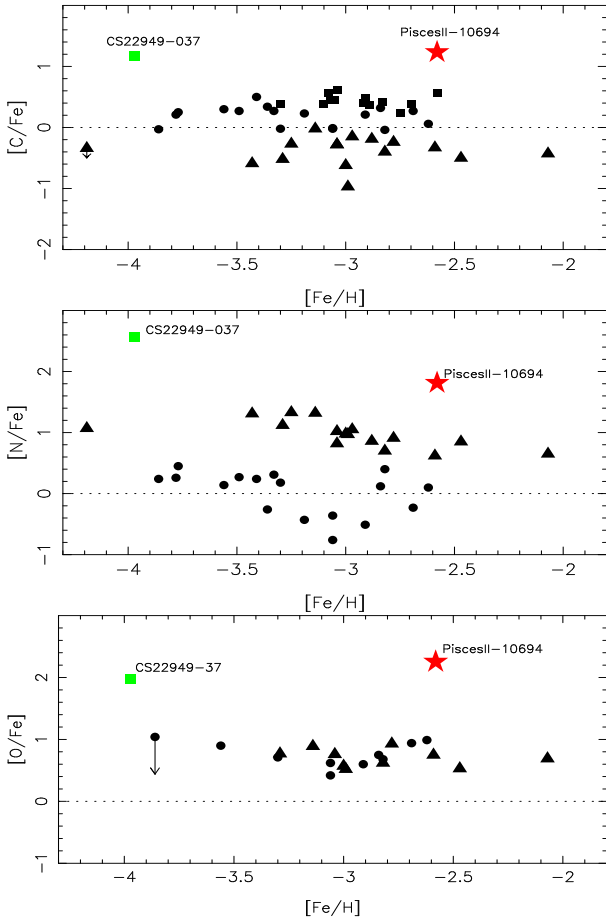 PiscesII-10694
CS22949-037
1
0
-1
-2
[C/Fe]
-4
-3.5
-3
-2.5
-2
[Fe/H]
CS22949-037
PiscesII-10694
2
1
0
-1
[N/Fe]
-4
-3.5
-3
-2.5
-2
[Fe/H]
PiscesII-10694
CS22949-37
2
1
0
-1
[O/Fe]
-4
-3.5
-3
-2.5
-2
[Fe/H]